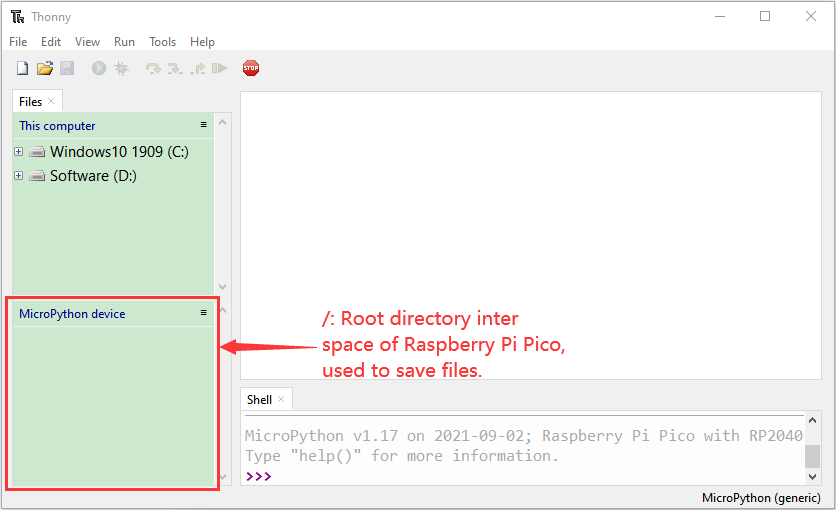 Thonny
File Edit View Run Tools Help
STOP
Files
This computer
Windows10 1909 (C:)
Software (D:)
MicroPython device
/: Root directory inter
space of Raspberry Pi Pico,
used to save files.
Shell
MicroPython v1.17 on 2021-09-02; Raspberry Pi Pico with RP2040
Type "help()" for more information.
>>>
MicroPython (generic)